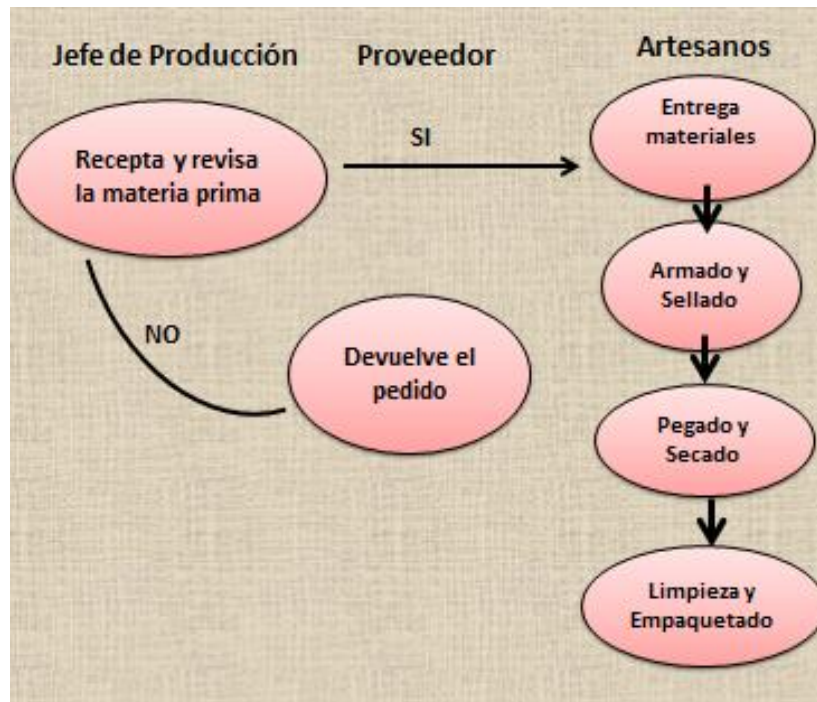 Jefe de Producción
Proveedor
Artesanos
Recepta y revisa
la materia prima
SI
Entrega
materiales
Armado y
Sellado
NO
Devuelve el
pedido
Pegado y
Secado
Limpieza y
Empaquetado